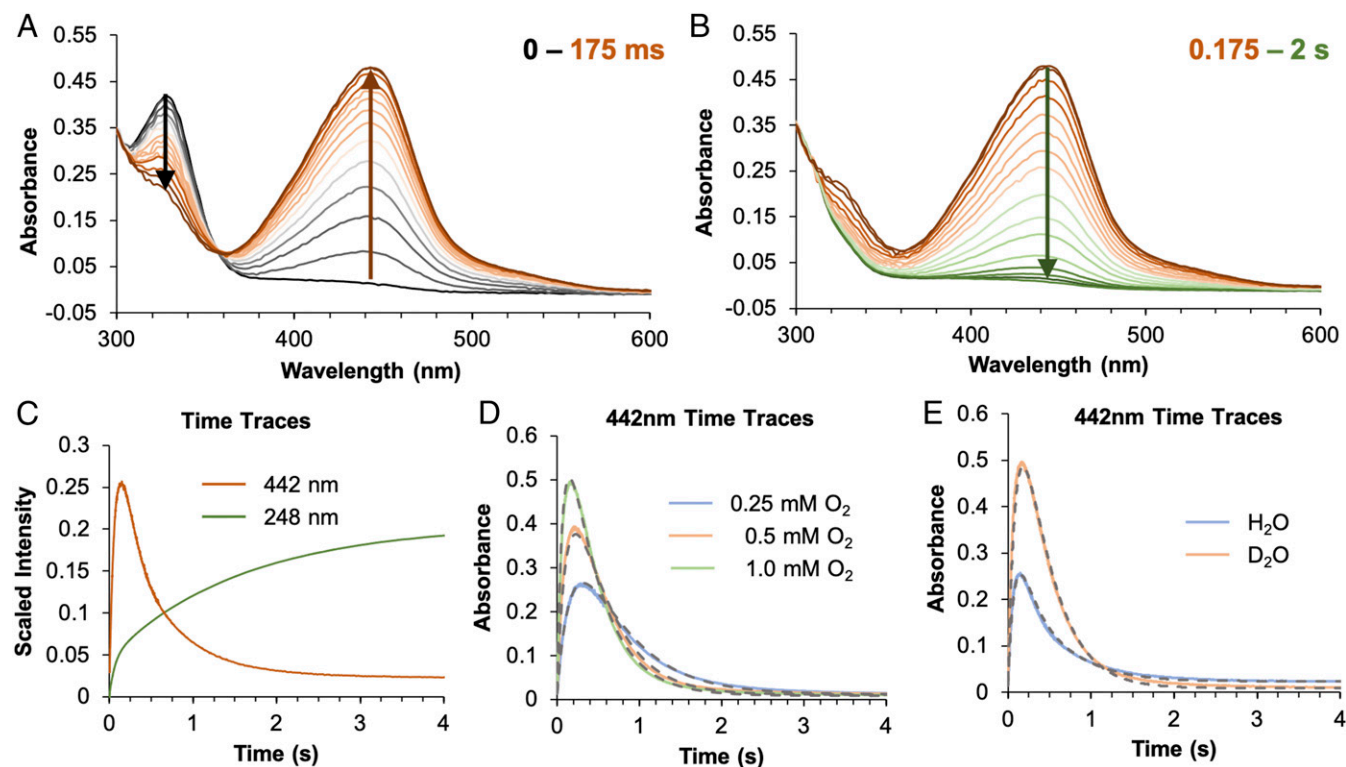 A
0 – 175 ms
0.55
0.45
0.35
0.25
0.15
0.05
-0.05
Absorbance
300
400
500
600
Wavelength (nm)
B
0.175 – 2 s
0.55
0.45
0.35
0.25
0.15
0.05
-0.05
Absorbance
300
400
500
600
Wavelength (nm)
C
Time Traces
0.3
0.25
0.2
0.15
0.1
0.05
0
Scaled Intensity
442 nm
248 nm
0
1
2
3
4
Time (s)
D
442nm Time Traces
0.6
0.5
0.4
0.3
0.2
0.1
0
Absorbance
0.25 mM O₂
0.5 mM O₂
1.0 mM O₂
0
1
2
3
4
Time (s)
E
442nm Time Traces
0.6
0.5
0.4
0.3
0.2
0.1
0
Absorbance
H₂O
D₂O
0
1
2
3
4
Time (s)